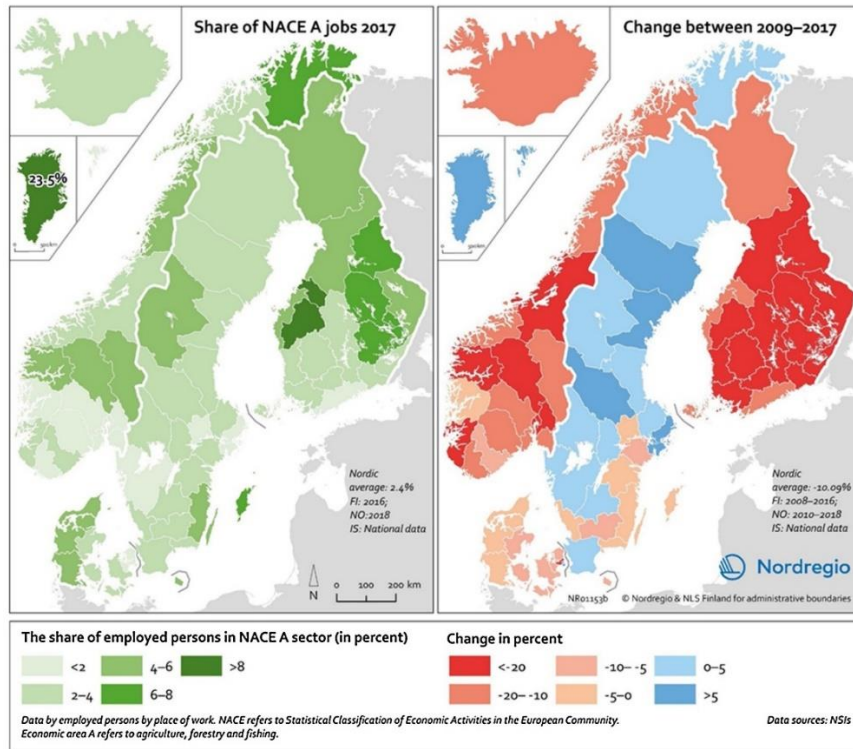 Share of NACE A jobs 2017
23.5%
0 300 km
Nordic
average: 2.4%
FI: 2016;
NO:2018
IS: National data
N
0 100 200 km
Change between 2009–2017
Nordic
average: -10.09%
FI: 2008–2016;
NO: 2010–2018
IS: National data
Nordregio
NR01153b © Nordregio & NLS Finland for administrative boundaries
The share of employed persons in NACE A sector (in percent)
<2 4–6 >8
2–4 6–8
Change in percent
<-20 -10– -5 0–5
-20– -10 -5–0 >5
Data by employed persons by place of work. NACE refers to Statistical Classification of Economic Activities in the European Community.
Economic area A refers to agriculture, forestry and fishing.
Data sources: NSIs